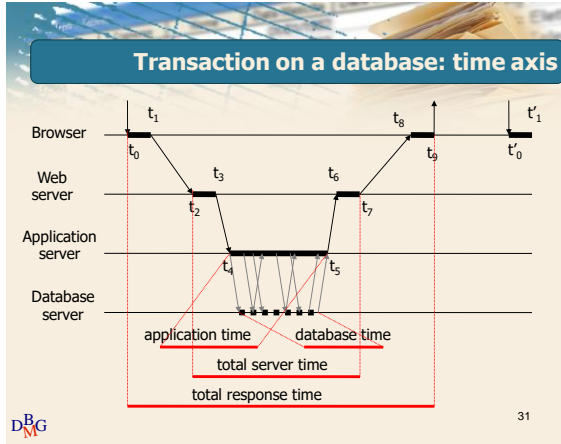 Transaction on a database: time axis
t1
t8
t'1
Browser
t0
t9
t'0
Web
server
t3
t6
t2
t7
Application
server
t4
t5
Database
server
application time
database time
total server time
total response time
DBMG
31